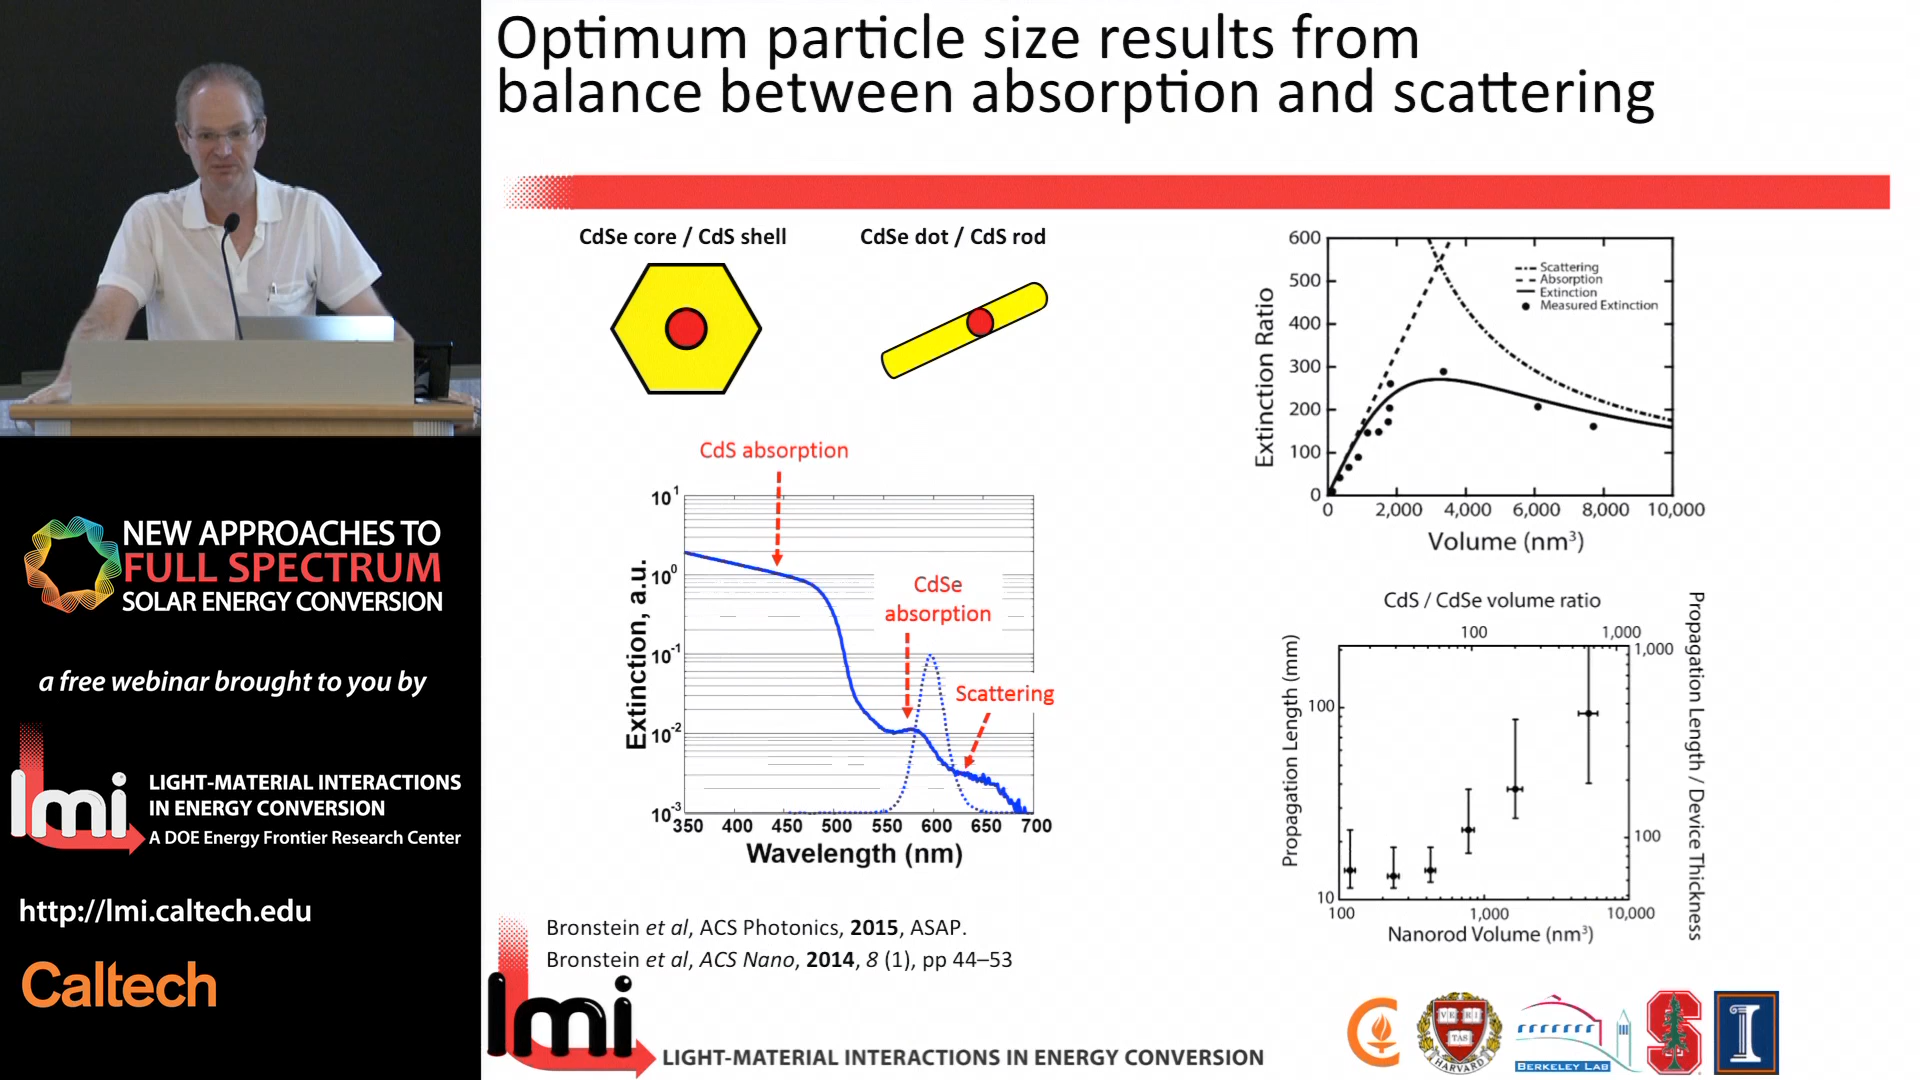 Optimum particle size results from
balance between absorption and scattering
CdSe core / CdS shell
CdSe dot / CdS rod
CdS absorption
CdSe
absorption
Scattering
10¹
10⁰
10⁻¹
10⁻²
10⁻³
Extinction, a.u.
350 400 450 500 550 600 650 700
Wavelength (nm)
600
500
400
300
200
100
0
Extinction Ratio
Scattering
Absorption
Extinction
Measured Extinction
0 2,000 4,000 6,000 8,000 10,000
Volume (nm³)
CdS / CdSe volume ratio
100 1,000
Propagation Length (mm)
100
10
1,000
100
Propagation Length / Device Thickness
100 1,000 10,000
Nanorod Volume (nm³)
Bronstein et al, ACS Photonics, 2015, ASAP.
Bronstein et al, ACS Nano, 2014, 8 (1), pp 44–53
lmi
LIGHT-MATERIAL INTERACTIONS IN ENERGY CONVERSION
VE RI
TAS
HARVARD
BERKELEY LAB
I
NEW APPROACHES TO
FULL SPECTRUM
SOLAR ENERGY CONVERSION
a free webinar brought to you by
lmi
LIGHT-MATERIAL INTERACTIONS
IN ENERGY CONVERSION
A DOE Energy Frontier Research Center
http://lmi.caltech.edu
Caltech